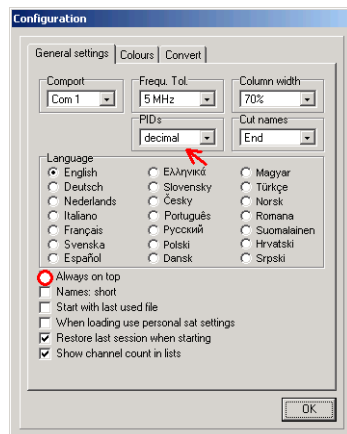 Configuration
General settings Colours Convert
Comport Frequ. Tol. Column width
Com 1 5 MHz 70%
PIDs Cut names
decimal End
Language
English Ελληνικά Magyar
Deutsch Slovensky Türkçe
Nederlands Česky Norsk
Italiano Português Romana
Français Русский Suomalainen
Svenska Polski Hrvatski
Español Dansk Srpski
Always on top
Names: short
Start with last used file
When loading use personal sat settings
Restore last session when starting
Show channel count in lists
OK